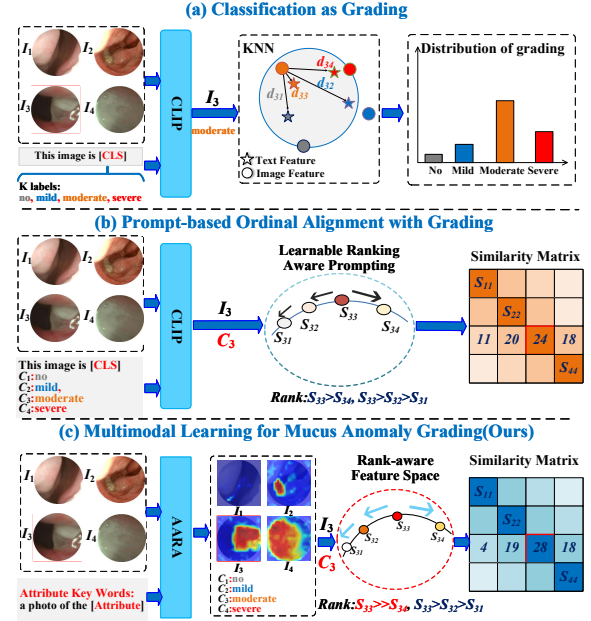 (a) Classification as Grading
I1 I2
I3 I4
This image is [CLS]
K labels:
no, mild, moderate, severe
CLIP
I3
moderate
KNN
d34
d31 d33 d32
Text Feature
Image Feature
Distribution of grading
No Mild Moderate Severe
(b) Prompt-based Ordinal Alignment with Grading
I1 I2
I3 I4
This image is [CLS]
C1:no
C2:mild,
C3:moderate
C4:severe
CLIP
I3
C3
Learnable Ranking
Aware Prompting
S31 S32 S33 S34
Rank:S33>S34, S33>S32>S31
Similarity Matrix
S11
S22
11 20 24 18
S44
(c) Multimodal Learning for Mucus Anomaly Grading(Ours)
I1 I2
I3 I4
Attribute Key Words:
a photo of the [Attribute]
AARA
I1 I2
I3 I4
C1:no
C2:mild
C3:moderate
C4:severe
I3
C3
Rank-aware
Feature Space
S31 S32 S33 S34
Rank:S33>>S34, S33>S32>S31
Similarity Matrix
S11
S22
4 19 28 18
S44